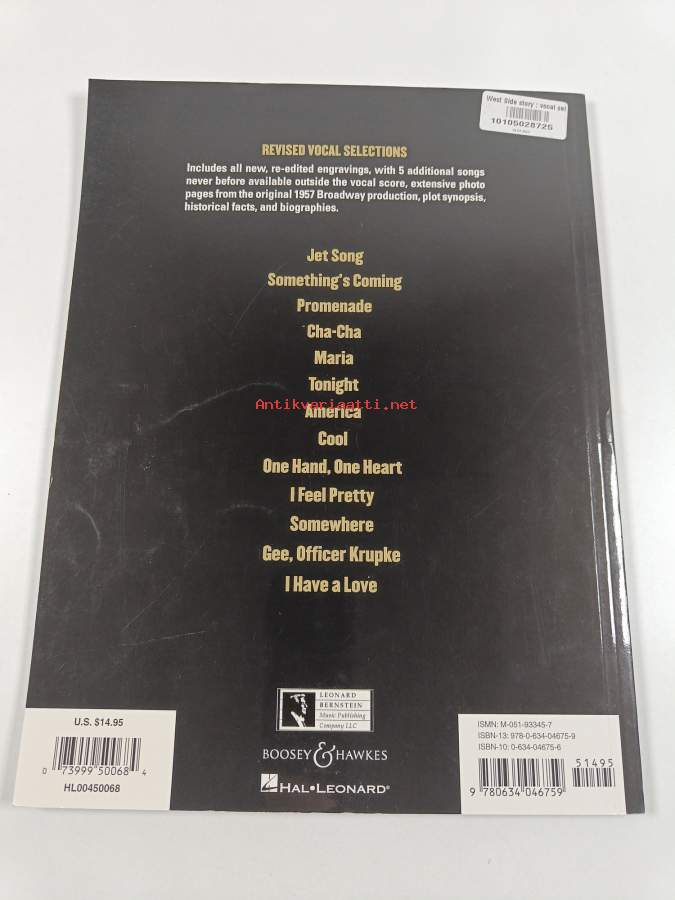 West Side story : vocal sel
10105028725
REVISED VOCAL SELECTIONS
Includes all new, re-edited engravings, with 5 additional songs
never before available outside the vocal score, extensive photo
pages from the original 1957 Broadway production, plot synopsis,
historical facts, and biographies.
Jet Song
Something's Coming
Promenade
Cha-Cha
Maria
Tonight
Antikvariaatti.net
America
Cool
One Hand, One Heart
I Feel Pretty
Somewhere
Gee, Officer Krupke
I Have a Love
LEONARD
BERNSTEIN
Music Publishing
Company LLC
BOOSEY & HAWKES
HAL•LEONARD®
U.S. $14.95
0 73999 50068 4
HL00450068
ISMN: M-051-93345-7
ISBN-13: 978-0-634-04675-9
ISBN-10: 0-634-04675-6
51495
9 780634 046759